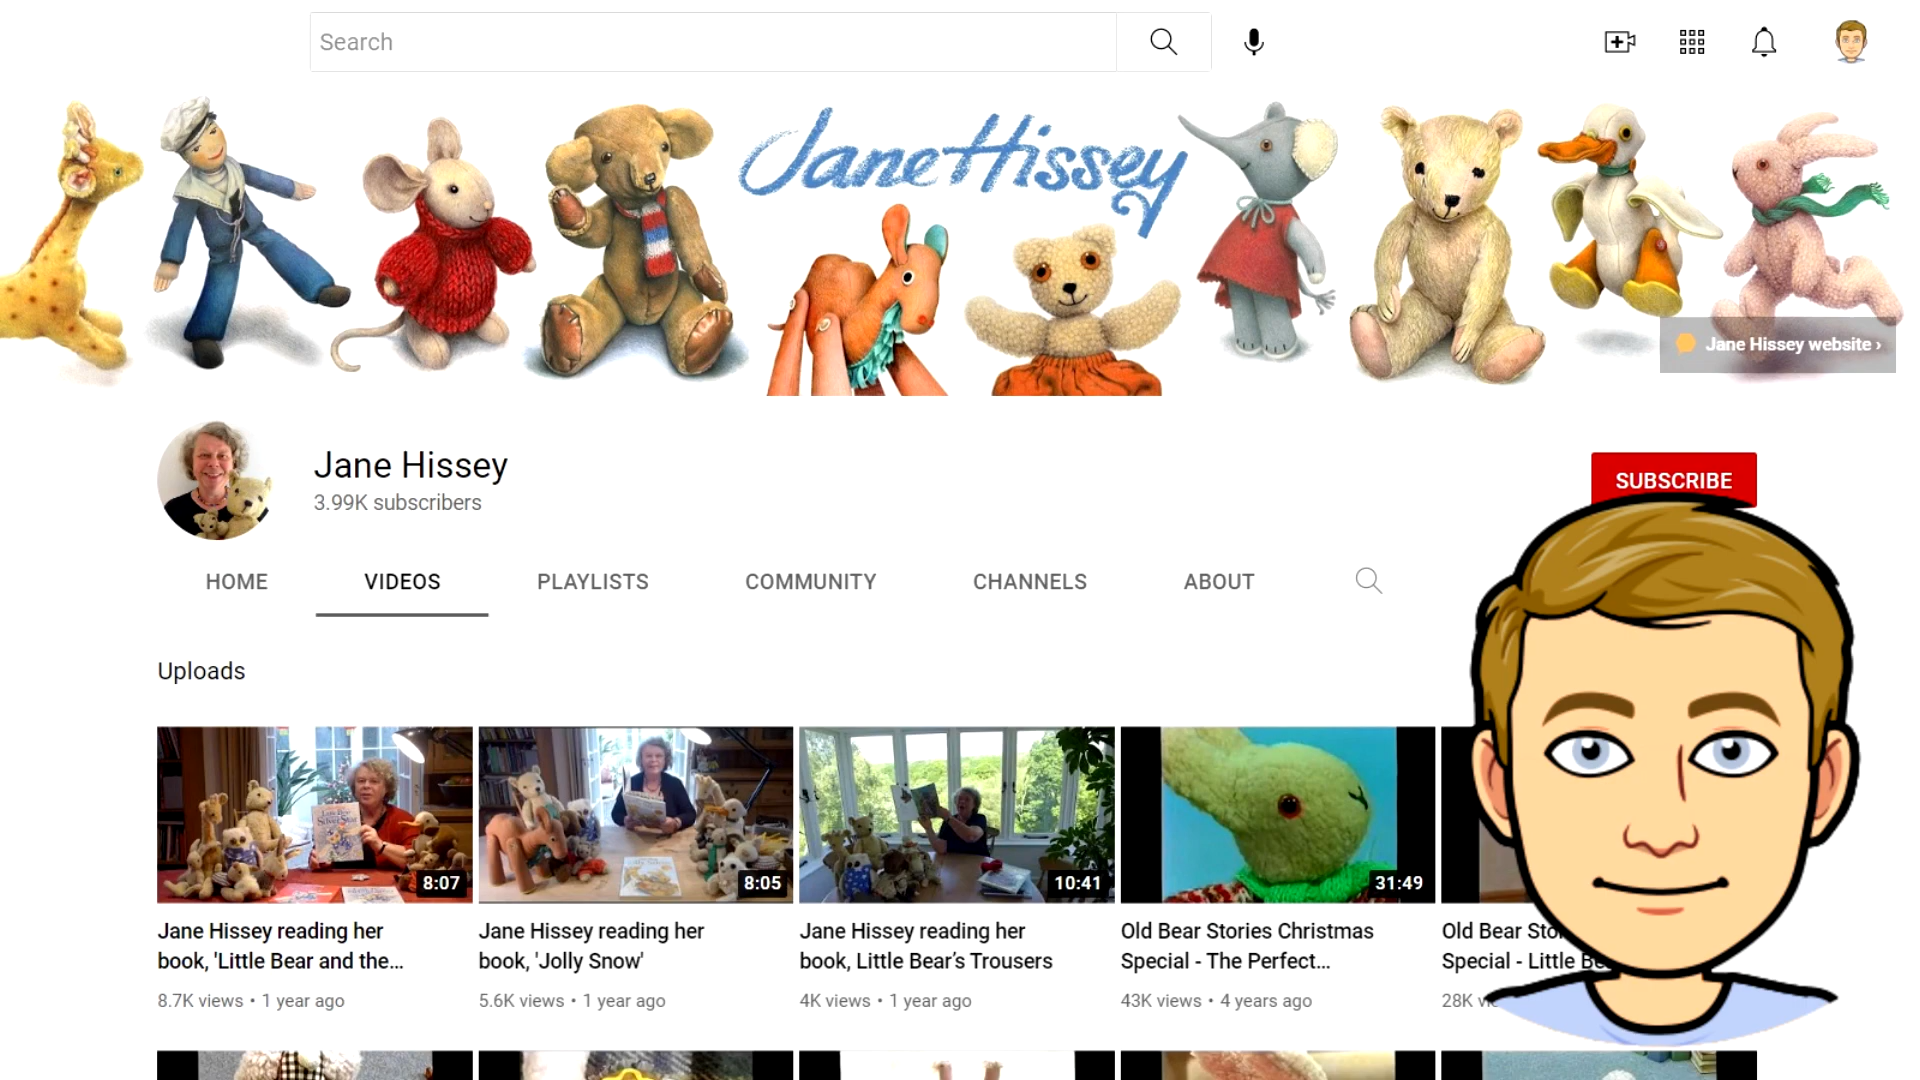 Search
Jane Hissey
Jane Hissey website ›
Jane Hissey
3.99K subscribers
SUBSCRIBE
HOME VIDEOS PLAYLISTS COMMUNITY CHANNELS ABOUT
Uploads
8:07 8:05 10:41 31:49
Jane Hissey reading her
book, 'Little Bear and the...
8.7K views • 1 year ago
Jane Hissey reading her
book, 'Jolly Snow'
5.6K views • 1 year ago
Jane Hissey reading her
book, Little Bear’s Trousers
4K views • 1 year ago
Old Bear Stories Christmas
Special - The Perfect...
43K views • 4 years ago
Old Bear
Special - Little
28K